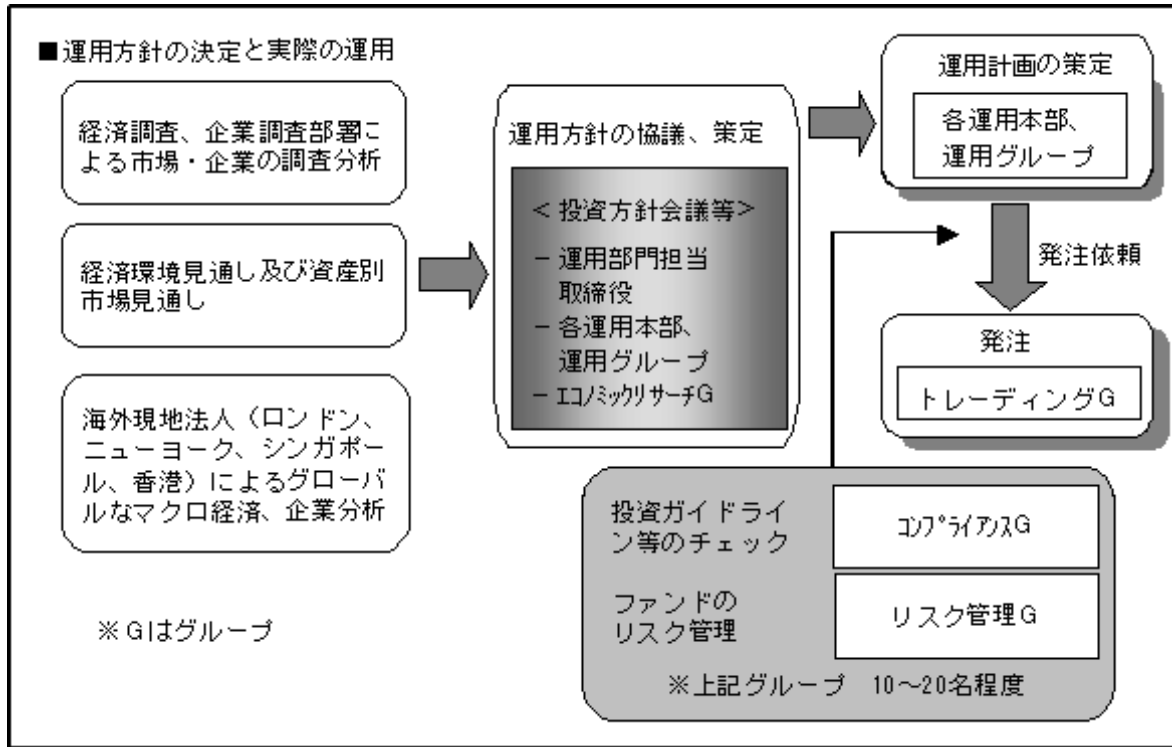 ■運用方針の決定と実際の運用
経済調査、企業調査部署に
よる市場・企業の調査分析
経済環境見通し及び資産別
市場見通し
海外現地法人（ロンドン、
ニューヨーク、シンガポー
ル、香港）によるグローバ
ルなマクロ経済、企業分析
※Gはグループ
運用方針の協議、策定
＜投資方針会議等＞
－運用部門担当
取締役
－各運用本部、
運用グループ
－ｴｺﾉﾐｯｸﾘｻｰﾁG
運用計画の策定
各運用本部、
運用グループ
発注依頼
発注
トレーディングG
投資ガイドライ
ン等のチェック
ｺﾝﾌﾟﾗｲｱﾝｽG
ファンドの
リスク管理
リスク管理G
※上記グループ　10～20名程度